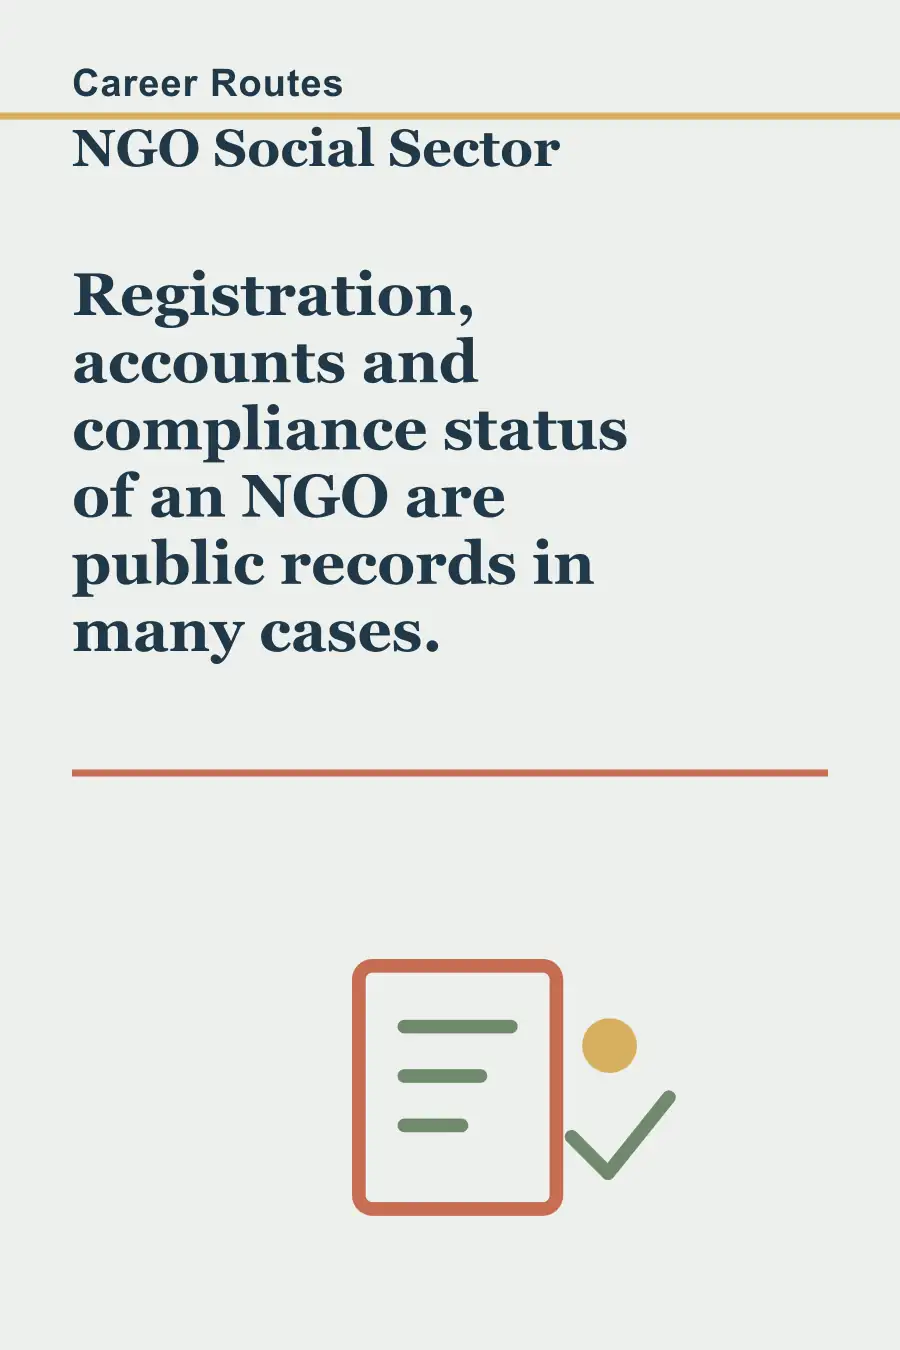 Career Routes
NGO Social Sector
Registration,
accounts and
compliance status
of an NGO are
public records in
many cases.